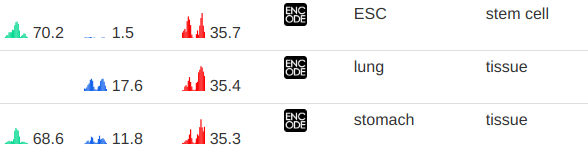 70.2 1.5 35.7 ENC ODE ESC stem cell
17.6 35.4 ENC ODE lung tissue
68.6 11.8 35.3 ENC ODE stomach tissue